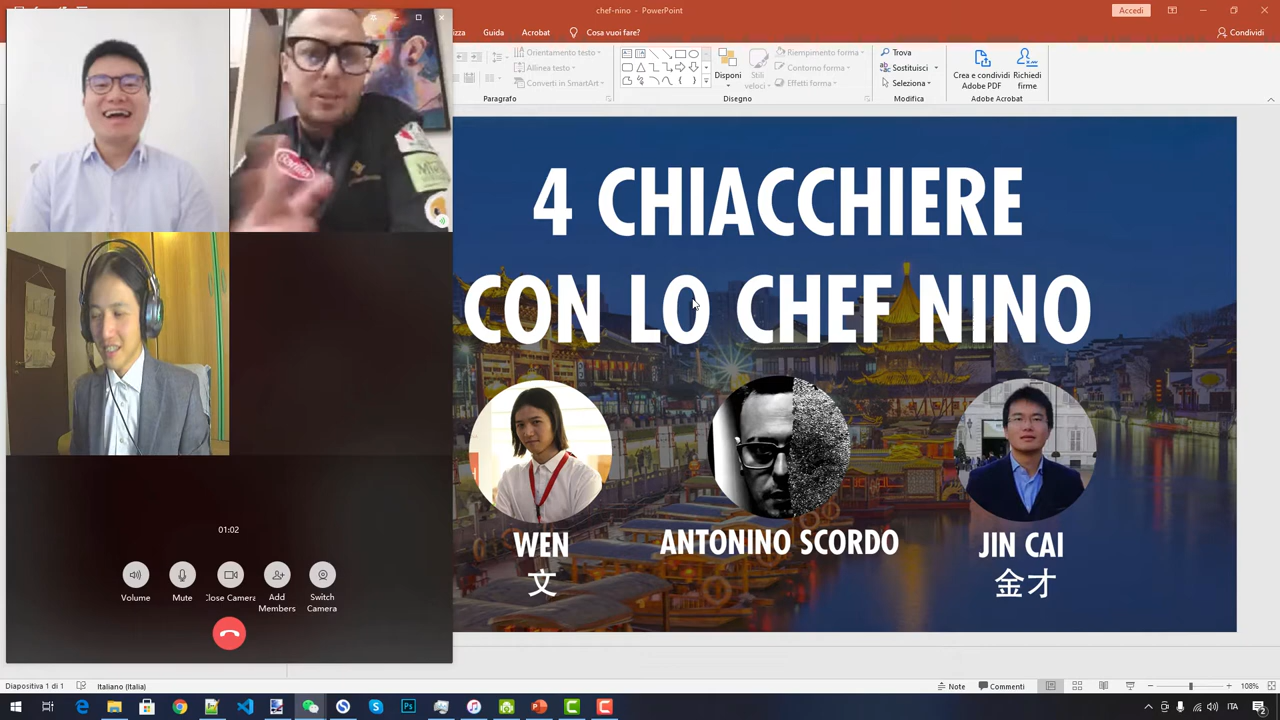 chef-nino - PowerPoint
Accedi
Guida
Acrobat
Cosa vuoi fare?
Condividi
Orientamento testo
Allinea testo
Converti in SmartArt
Paragrafo
Disponi
Stili
veloci
Riempimento forma
Contorno forma
Effetti forma
Disegno
Trova
Sostituisci
Seleziona
Modifica
Crea e condividi
Adobe PDF
Richiedi
firme
Adobe Acrobat
Barilla
4 CHIACCHIERE
CON LO CHEF NINO
WEN
文
ANTONINO SCORDO
JIN CAI
金才
01:02
Volume
Mute
Close Camera
Add
Members
Switch
Camera
Diapositiva 1 di 1
Italiano (Italia)
Note
Commenti
108%
ITA